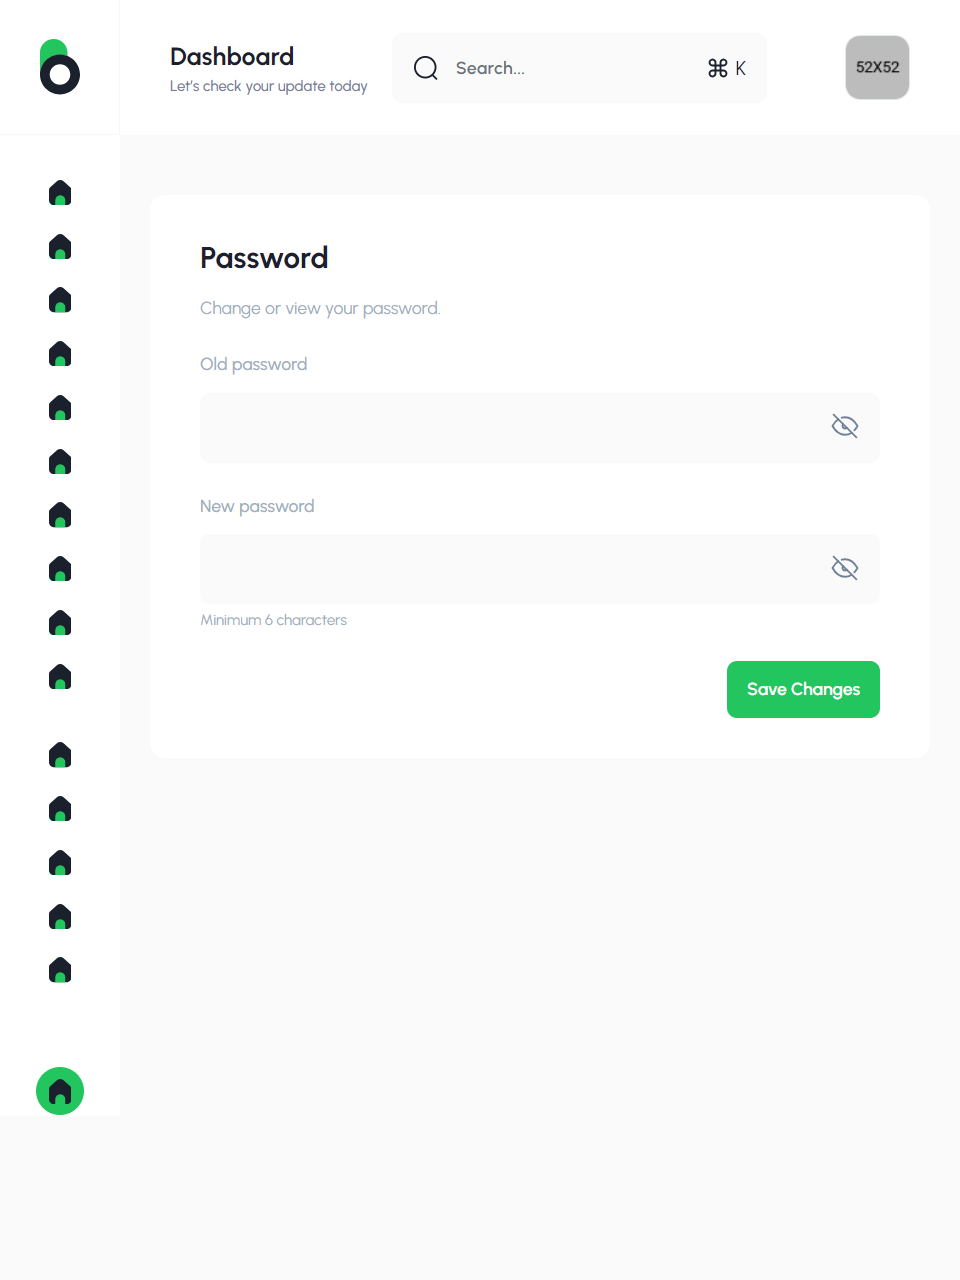 Dashboard
Let's check your update today
Search...
⌘ K
52X52
Password
Change or view your password.
Old password
New password
Minimum 6 characters
Save Changes